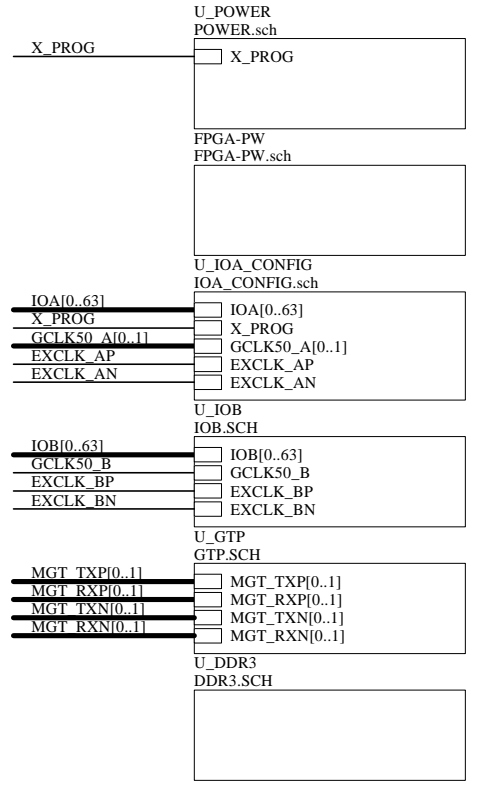 U_POWER
POWER.sch
X_PROG
X_PROG
FPGA-PW
FPGA-PW.sch
U_IOA_CONFIG
IOA_CONFIG.sch
IOA[0..63]
IOA[0..63]
X_PROG
X_PROG
GCLK50_A[0..1]
GCLK50_A[0..1]
EXCLK_AP
EXCLK_AP
EXCLK_AN
EXCLK_AN
U_IOB
IOB.SCH
IOB[0..63]
IOB[0..63]
GCLK50_B
GCLK50_B
EXCLK_BP
EXCLK_BP
EXCLK_BN
EXCLK_BN
U_GTP
GTP.SCH
MGT_TXP[0..1]
MGT_TXP[0..1]
MGT_RXP[0..1]
MGT_RXP[0..1]
MGT_TXN[0..1]
MGT_TXN[0..1]
MGT_RXN[0..1]
MGT_RXN[0..1]
U_DDR3
DDR3.SCH